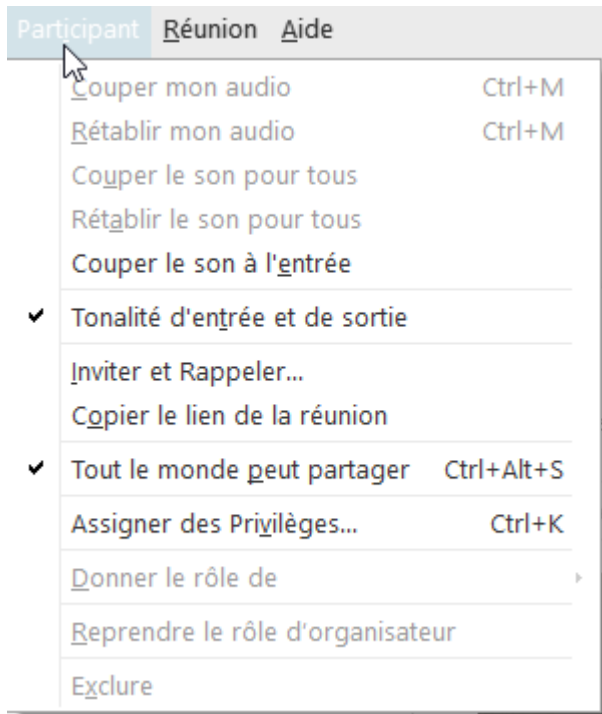 Participant Réunion Aide
Couper mon audio Ctrl+M
Rétablir mon audio Ctrl+M
Couper le son pour tous
Rétablir le son pour tous
Couper le son à l'entrée
Tonalité d'entrée et de sortie
Inviter et Rappeler...
Copier le lien de la réunion
Tout le monde peut partager Ctrl+Alt+S
Assigner des Privilèges... Ctrl+K
Donner le rôle de
Reprendre le rôle d'organisateur
Exclure